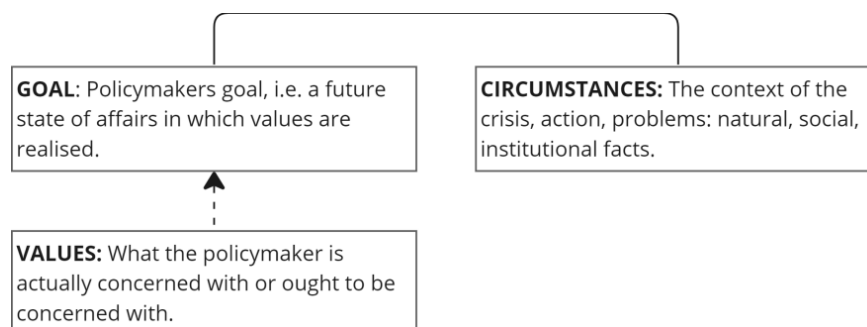 GOAL: Policymakers goal, i.e. a future
state of affairs in which values are
realised.
CIRCUMSTANCES: The context of the
crisis, action, problems: natural, social,
institutional facts.
VALUES: What the policymaker is
actually concerned with or ought to be
concerned with.